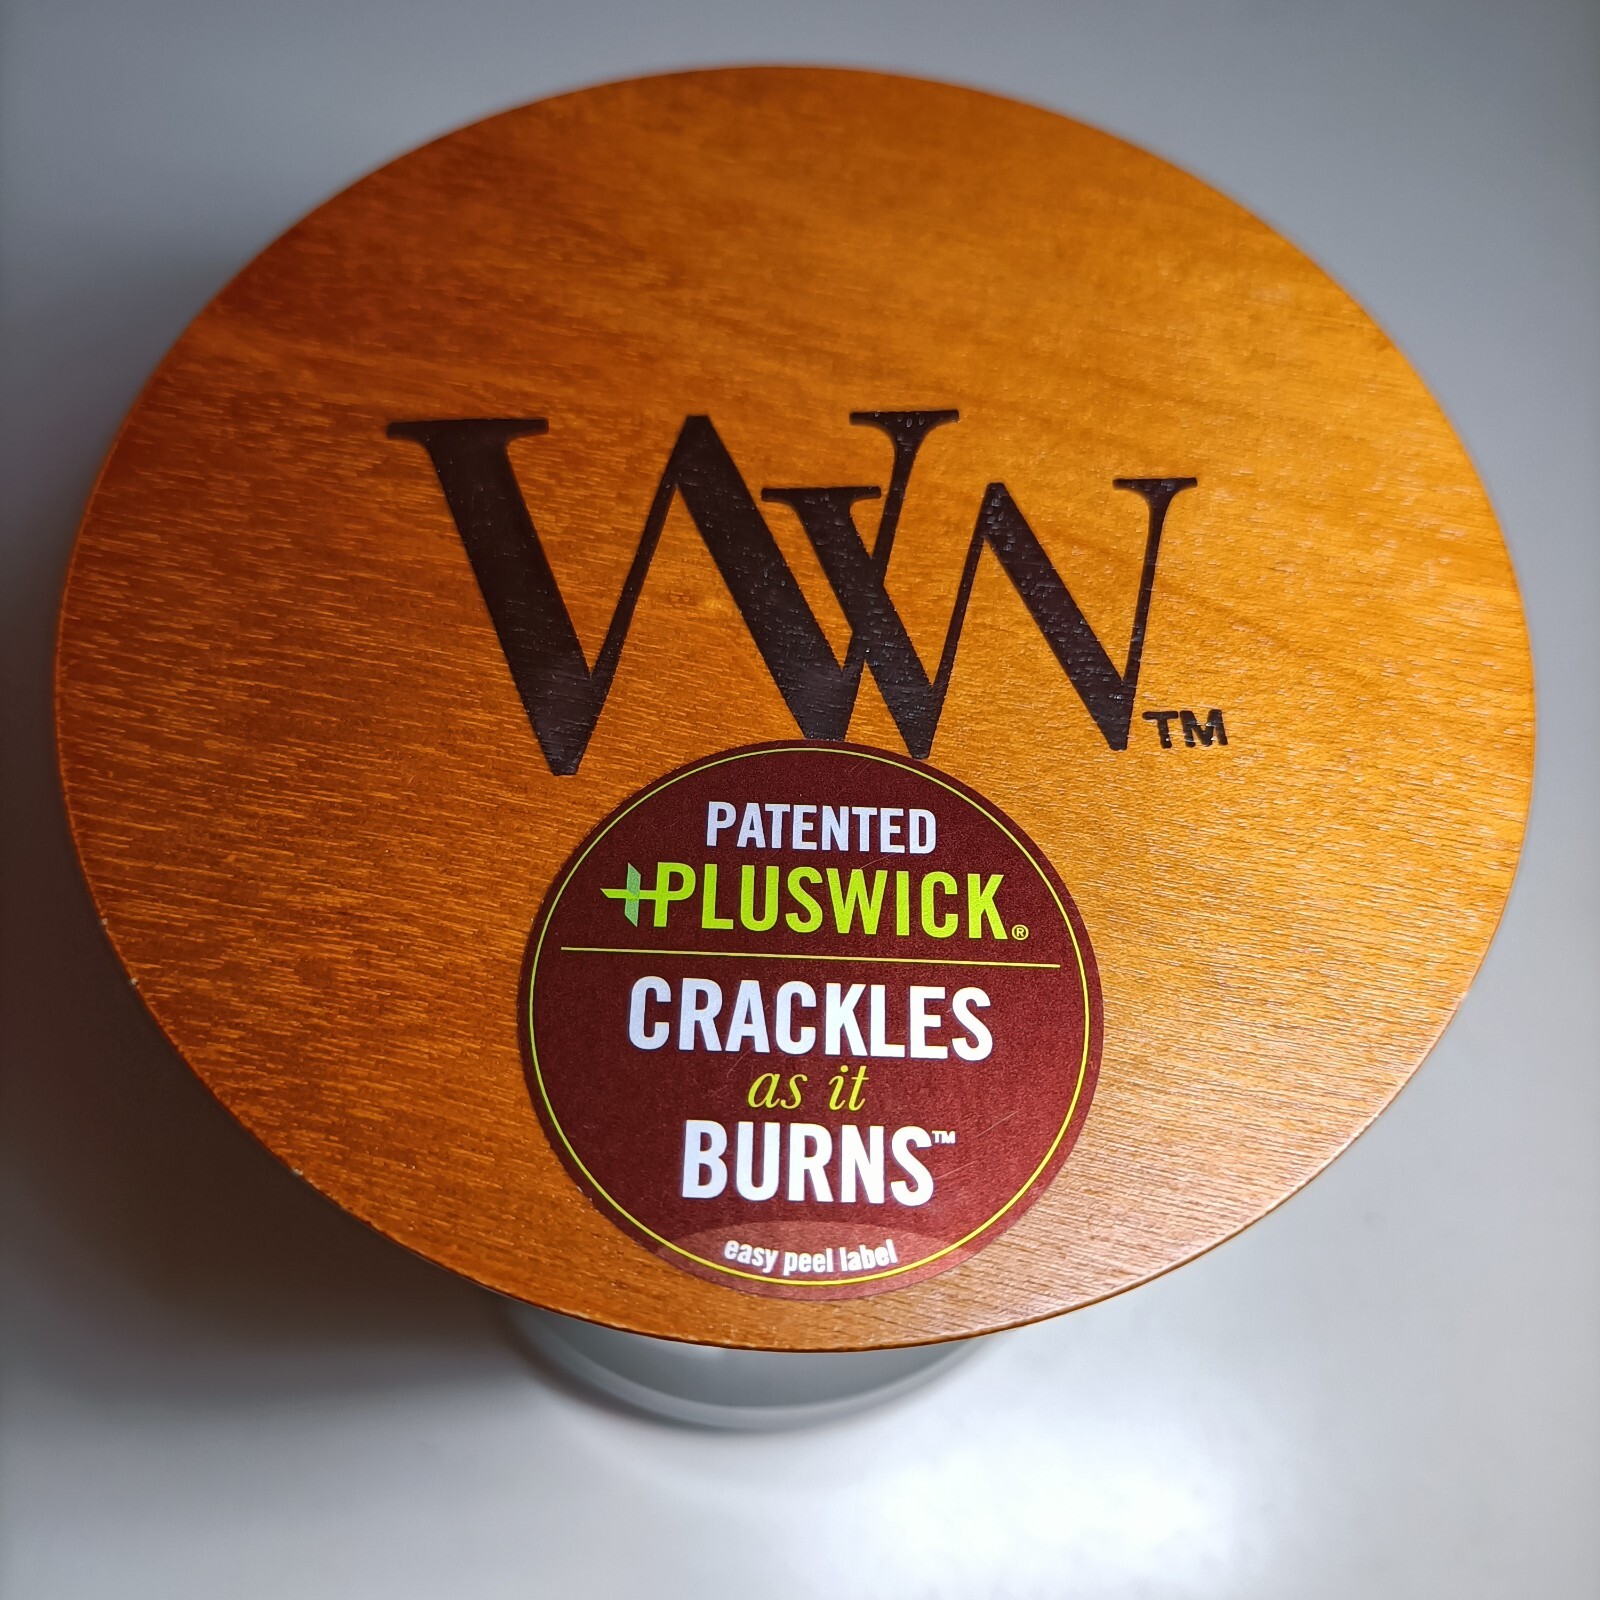 WW™
PATENTED
+PLUSWICK®
CRACKLES
as it
BURNS™
easy peel label